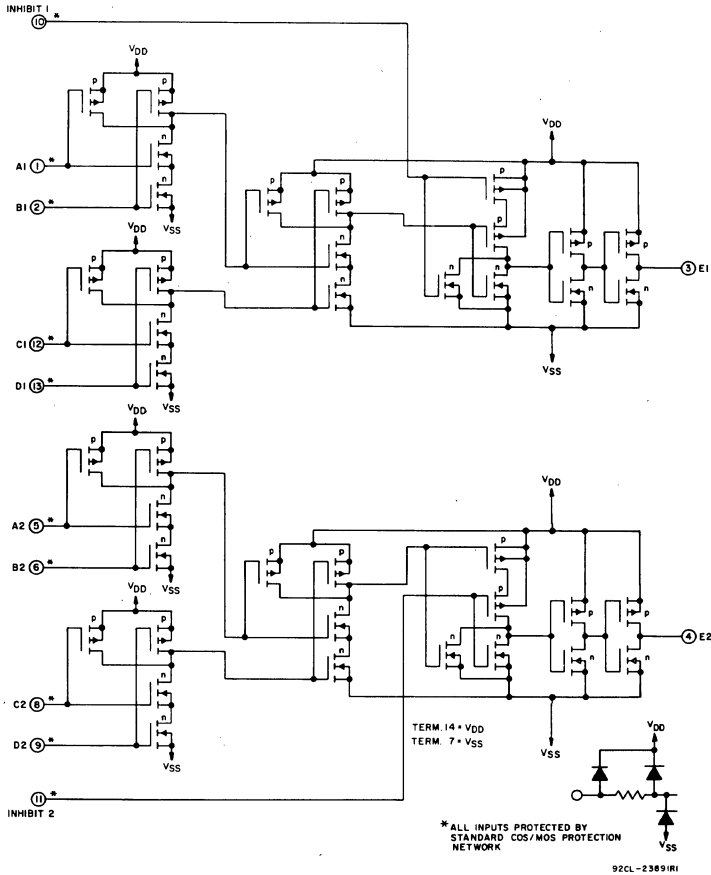 INHIBIT 1
10 *
VDD
p p
A1 1 *
n
VDD
B1 2 *
n
VSS
p p
p
VDD
p p
n
p
p p
C1 12 *
n
n
n n
n n
3 E1
D1 13 *
n
VSS
VSS
VDD
p p
A2 5 *
n
VDD
B2 6 *
n
VSS
p p
p
VDD
p p
n
p
p p
C2 8 *
n
n
n n
n n
4 E2
D2 9 *
n
VSS
TERM. 14 = VDD
TERM. 7 = VSS
VSS
VDD
11 *
INHIBIT 2
VSS
* ALL INPUTS PROTECTED BY
STANDARD COS/MOS PROTECTION
NETWORK
92CL-23891R1